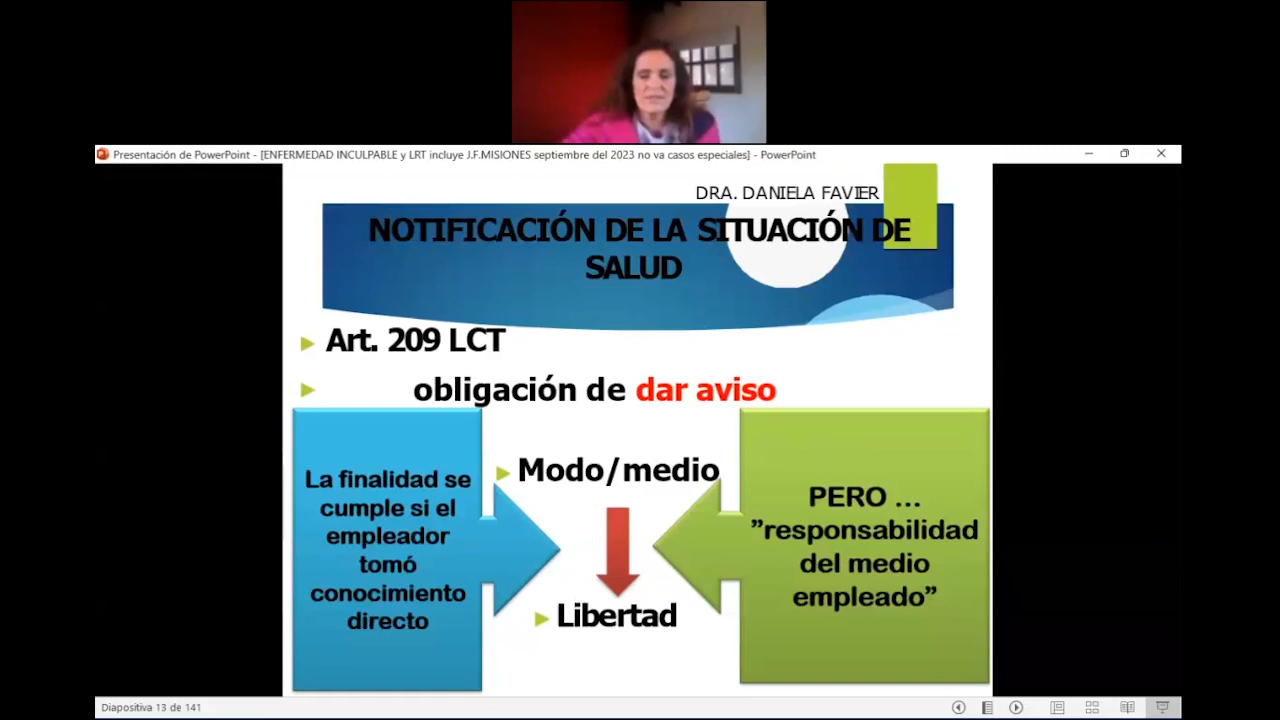 Presentación de PowerPoint - [ENFERMEDAD INCULPABLE y LRT incluye J.F.MISIONES septiembre del 2023 no va casos especiales] - PowerPoint
DRA. DANIELA FAVIER
NOTIFICACIÓN DE LA SITUACIÓN DE
SALUD
Art. 209 LCT
obligación de dar aviso
La finalidad se
cumple si el
empleador
tomó
conocimiento
directo
Modo/medio
Libertad
PERO ...
”responsabilidad
del medio
empleado”
Diapositiva 13 de 141